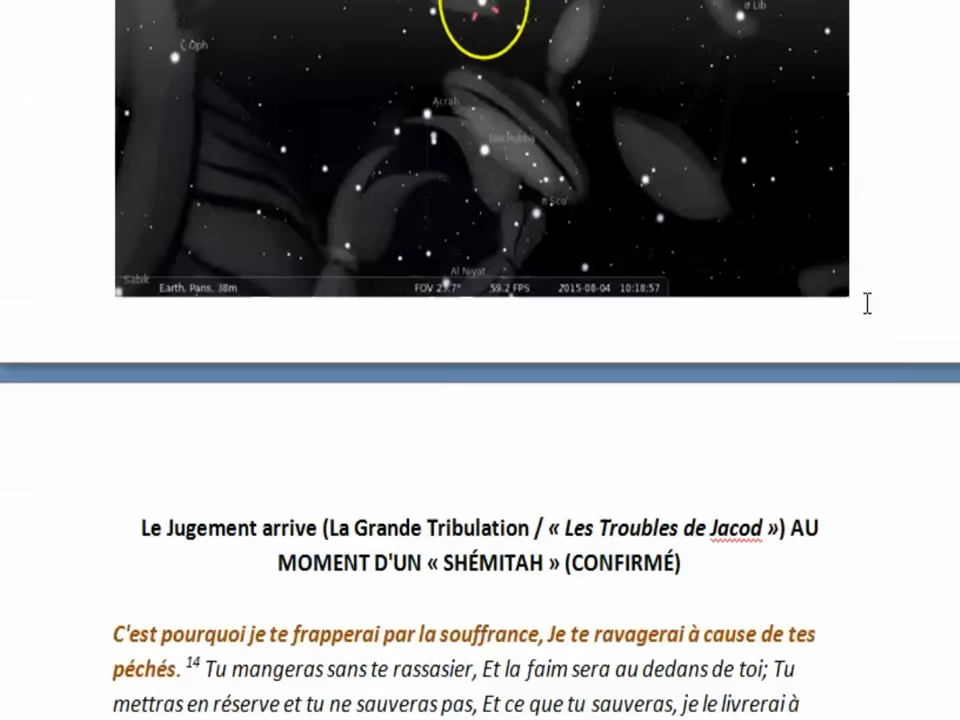 σ Lib
ζ Oph
Acrab
Dschubba
π Sco
Al Niyat
Sabik
Earth, Paris, 38m FOV 23.7° 59.2 FPS 2015-08-04 10:18:57
Le Jugement arrive (La Grande Tribulation / « Les Troubles de Jacod ») AU
MOMENT D'UN « SHÉMITAH » (CONFIRMÉ)
C'est pourquoi je te frapperai par la souffrance, Je te ravagerai à cause de tes
péchés. 14 Tu mangeras sans te rassasier, Et la faim sera au dedans de toi; Tu
mettras en réserve et tu ne sauveras pas, Et ce que tu sauveras, je le livrerai à